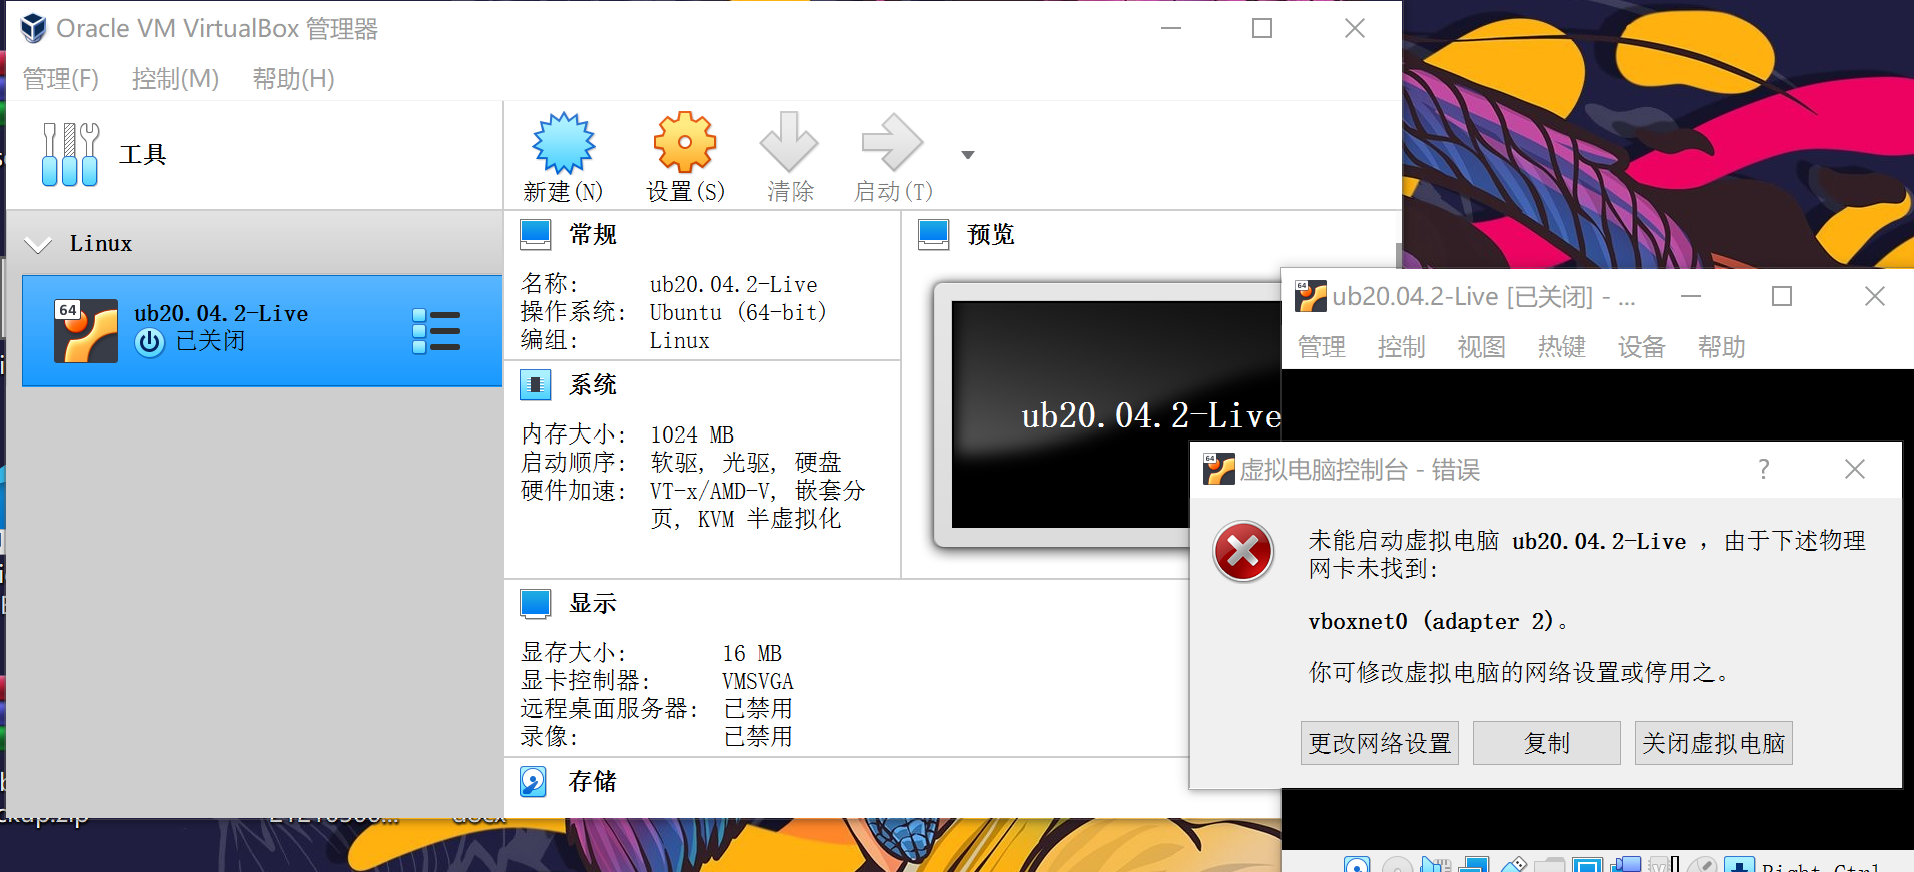 Oracle VM VirtualBox 管理器
管理(F) 控制(M) 帮助(H)
工具
新建(N) 设置(S) 清除 启动(T)
Linux
64
ub20.04.2-Live
已关闭
常规
名称: ub20.04.2-Live
操作系统: Ubuntu (64-bit)
编组: Linux
系统
内存大小: 1024 MB
启动顺序: 软驱, 光驱, 硬盘
硬件加速: VT-x/AMD-V, 嵌套分
页, KVM 半虚拟化
显示
显存大小: 16 MB
显卡控制器: VMSVGA
远程桌面服务器: 已禁用
录像: 已禁用
存储
预览
ub20.04.2-Live
64
ub20.04.2-Live [已关闭] - ...
管理 控制 视图 热键 设备 帮助
64
虚拟电脑控制台 - 错误
?
未能启动虚拟电脑 ub20.04.2-Live , 由于下述物理
网卡未找到:
vboxnet0 (adapter 2)。
你可修改虚拟电脑的网络设置或停用之。
更改网络设置 复制 关闭虚拟电脑
Right Ctrl